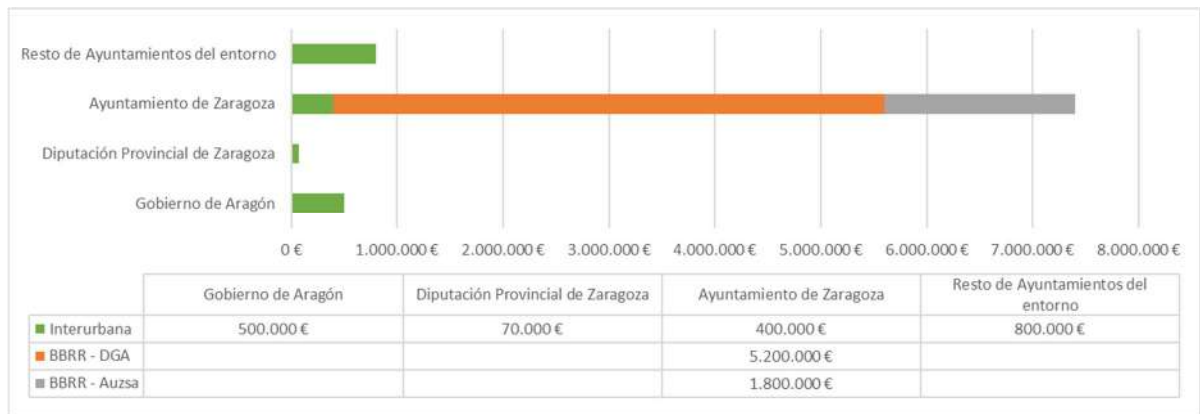 Resto de Ayuntamientos del entorno
Ayuntamiento de Zaragoza
Diputación Provincial de Zaragoza
Gobierno de Aragón
0 € 1.000.000 € 2.000.000 € 3.000.000 € 4.000.000 € 5.000.000 € 6.000.000 € 7.000.000 € 8.000.000 €
Gobierno de Aragón Diputación Provincial de Zaragoza Ayuntamiento de Zaragoza Resto de Ayuntamientos del
entorno
Interurbana 500.000 € 70.000 € 400.000 € 800.000 €
BBRR - DGA 5.200.000 €
BBRR - Auzsa 1.800.000 €